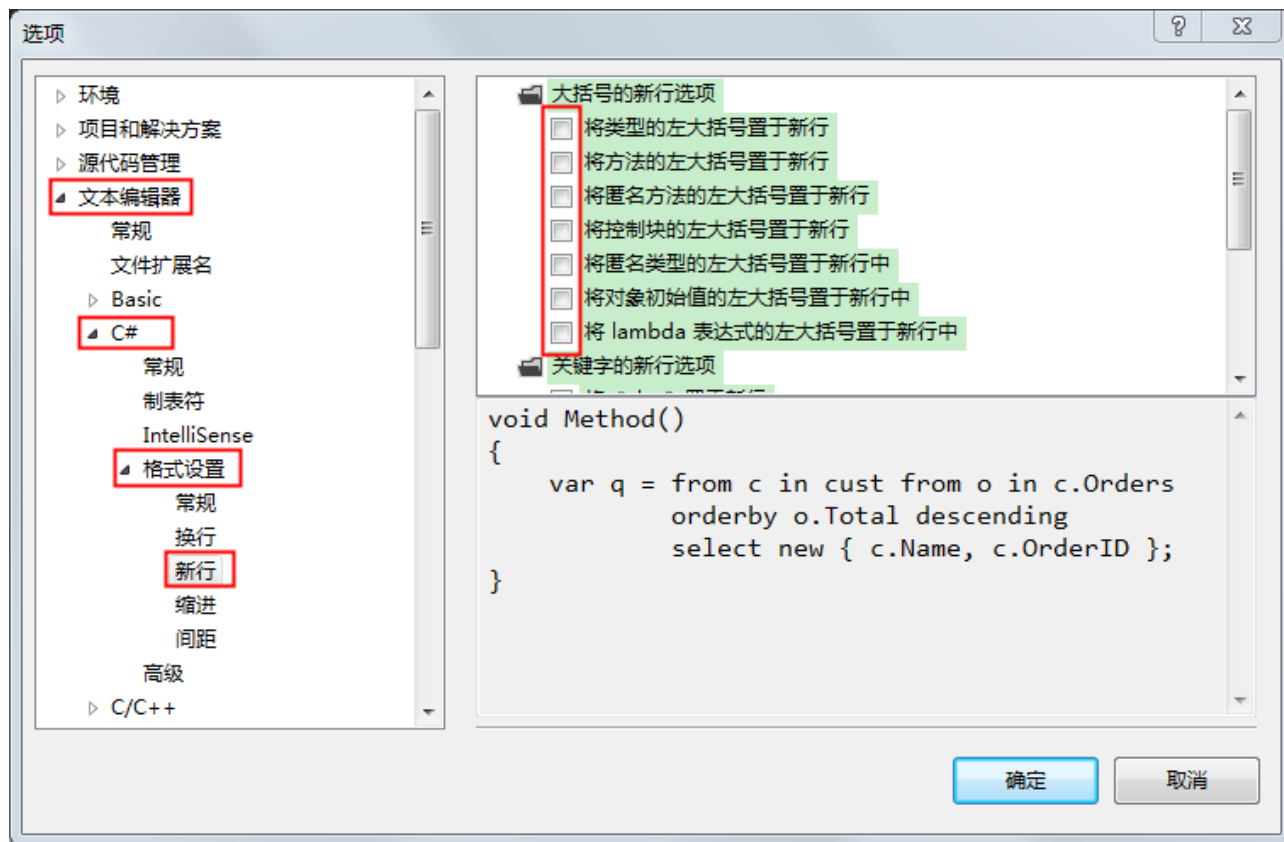 选项
环境
项目和解决方案
源代码管理
文本编辑器
常规
文件扩展名
Basic
C#
常规
制表符
IntelliSense
格式设置
常规
换行
新行
缩进
间距
高级
C/C++
大括号的新行选项
将类型的左大括号置于新行
将方法的左大括号置于新行
将匿名方法的左大括号置于新行
将控制块的左大括号置于新行
将匿名类型的左大括号置于新行中
将对象初始值的左大括号置于新行中
将 lambda 表达式的左大括号置于新行中
关键字的新行选项
void Method()
{
    var q = from c in cust from o in c.Orders
            orderby o.Total descending
            select new { c.Name, c.OrderID };
}
确定
取消